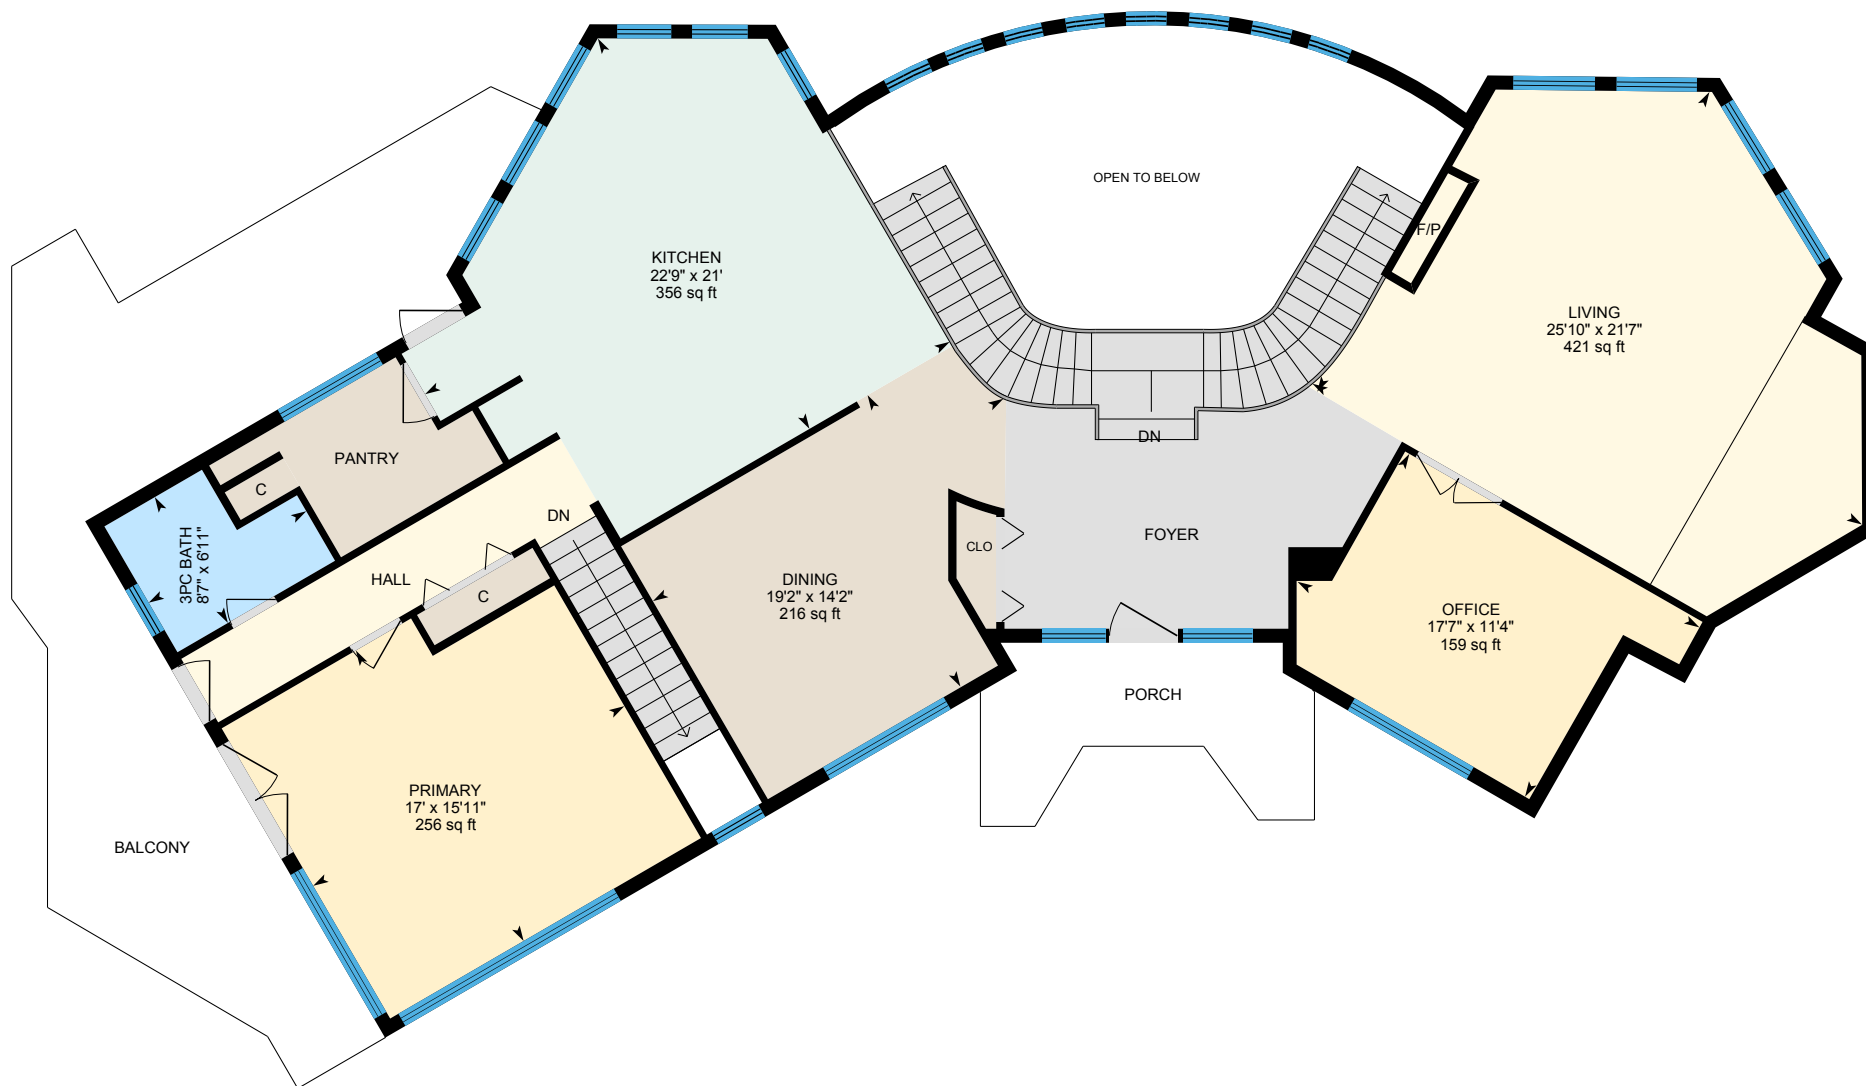 OPEN TO BELOW
KITCHEN
22'9" x 21'
356 sq ft
F/P
LIVING
25'10" x 21'7"
421 sq ft
DN
PANTRY
C
DN
FOYER
3PC BATH
8'7" x 6'11"
HALL
CLO
C
DINING
19'2" x 14'2"
216 sq ft
OFFICE
17'7" x 11'4"
159 sq ft
PORCH
PRIMARY
17' x 15'11"
256 sq ft
BALCONY